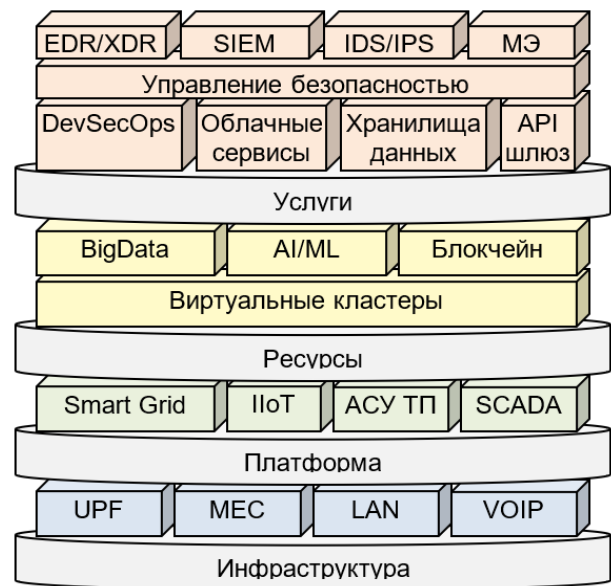 EDR/XDR SIEM IDS/IPS МЭ
Управление безопасностью
DevSecOps Облачные Хранилища API
сервисы данных шлюз
Услуги
BigData AI/ML Блокчейн
Виртуальные кластеры
Ресурсы
Smart Grid IIoT АСУ ТП SCADA
Платформа
UPF MEC LAN VOIP
Инфраструктура